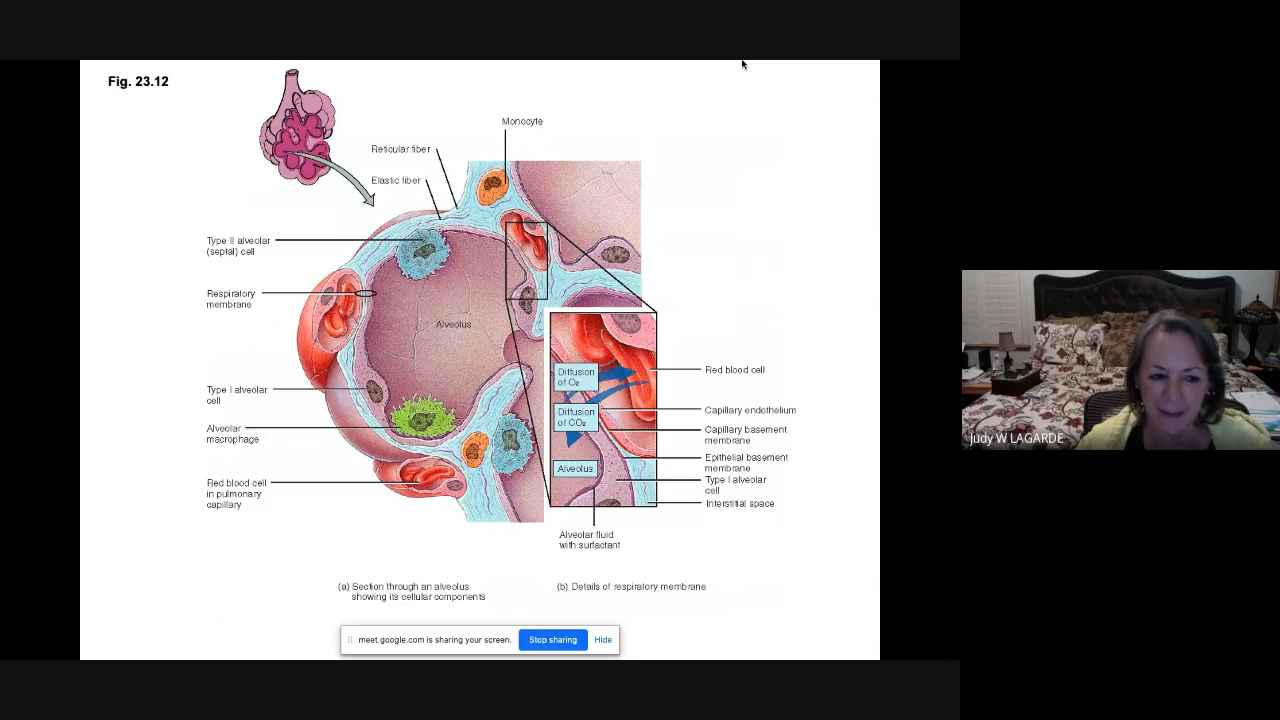 Fig. 23.12
Monocyte
Reticular fiber
Elastic fiber
Type II alveolar
(septal) cell
Respiratory
membrane
Alveolus
Type I alveolar
cell
Alveolar
macrophage
Red blood cell
in pulmonary
capillary
Diffusion
of O₂
Diffusion
of CO₂
Alveolus
Red blood cell
Capillary endothelium
Capillary basement
membrane
Epithelial basement
membrane
Type I alveolar
cell
Interstitial space
Alveolar fluid
with surfactant
(a) Section through an alveolus
showing its cellular components
(b) Details of respiratory membrane
meet.google.com is sharing your screen.
Stop sharing
Hide
Judy W LAGARDE